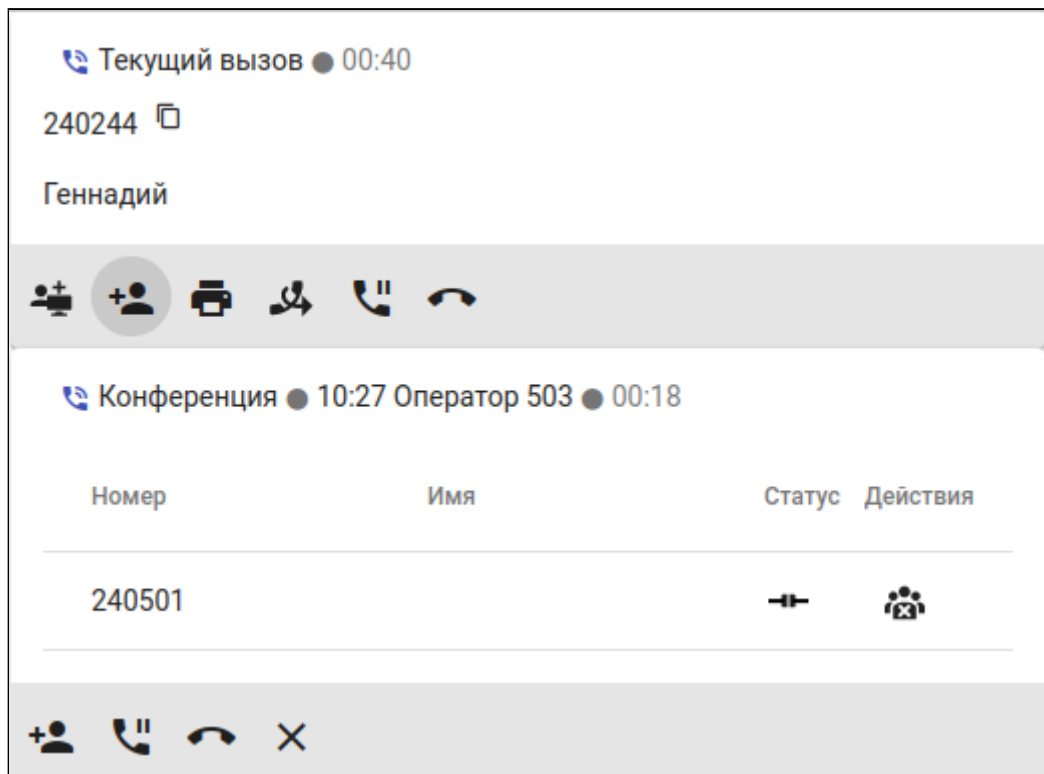 Текущий вызов ● 00:40
240244
Геннадий
Конференция ● 10:27 Оператор 503 ● 00:18
Номер Имя Статус Действия
240501